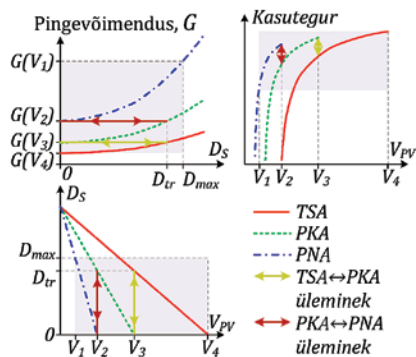 Pingevõimendus, G
G(V1)
G(V2)
G(V3)
G(V4)
0
Dtr
Dmax
DS
Kasutegur
V1
V2
V3
V4
VPV
DS
Dmax
Dtr
0
V1
V2
V3
V4
VPV
TSA
PKA
PNA
TSA↔PKA
üleminek
PKA↔PNA
üleminek